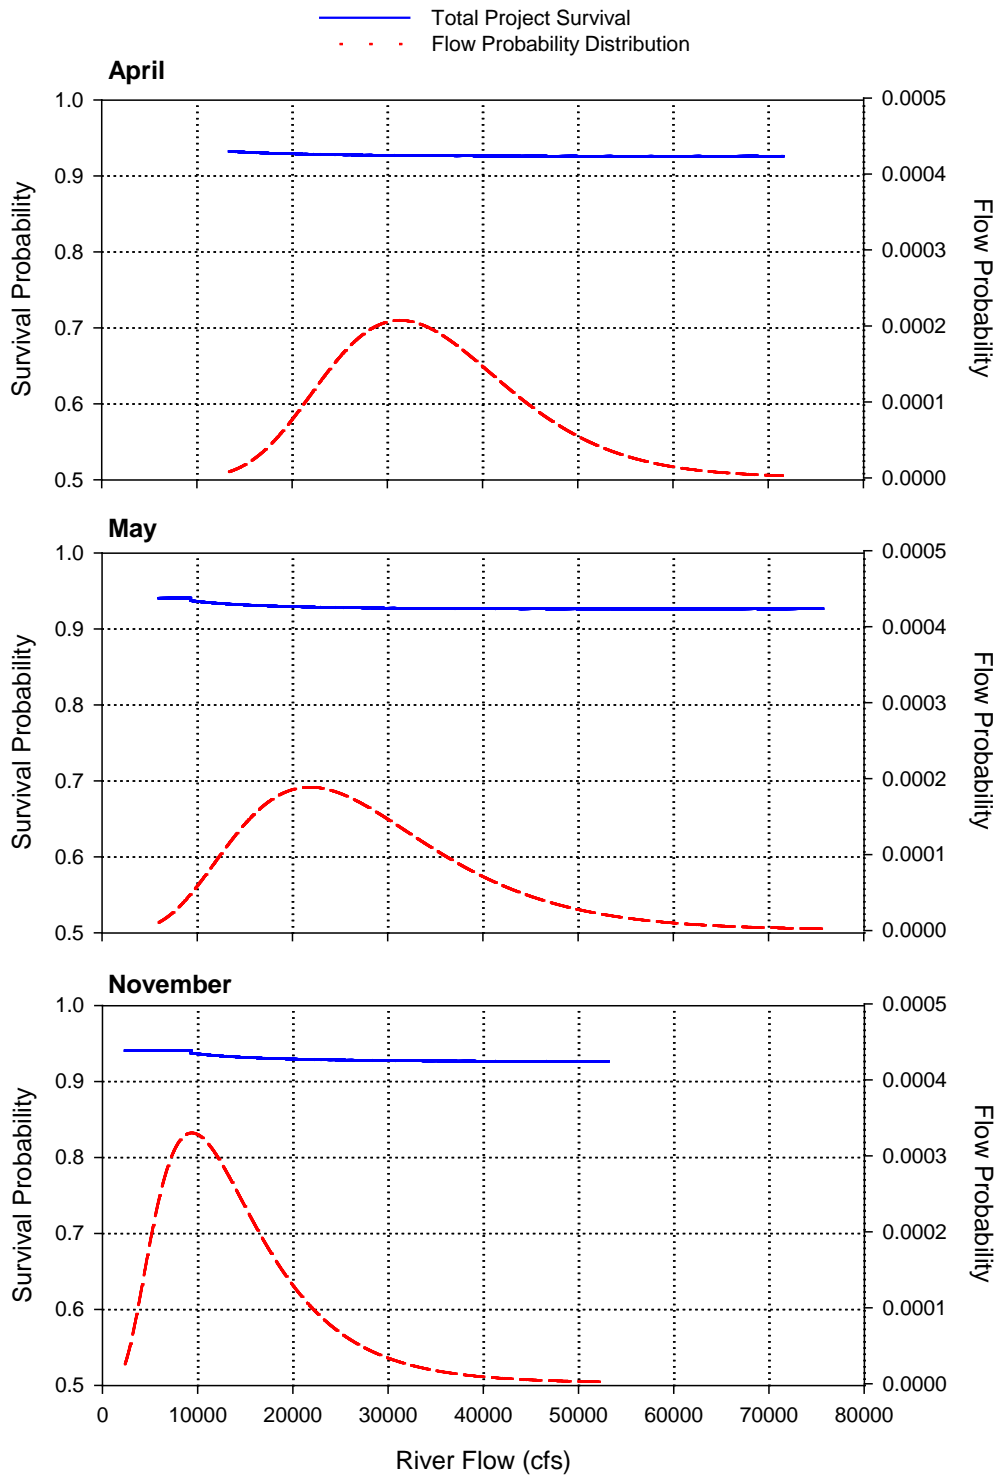 Total Project Survival
Flow Probability Distribution
April
1.0
0.9
0.8
0.7
0.6
0.5
Survival Probability
0.0005
0.0004
0.0003
0.0002
0.0001
0.0000
Flow Probability
May
1.0
0.9
0.8
0.7
0.6
0.5
Survival Probability
0.0005
0.0004
0.0003
0.0002
0.0001
0.0000
Flow Probability
November
1.0
0.9
0.8
0.7
0.6
0.5
Survival Probability
0.0005
0.0004
0.0003
0.0002
0.0001
0.0000
Flow Probability
0 10000 20000 30000 40000 50000 60000 70000 80000
River Flow (cfs)